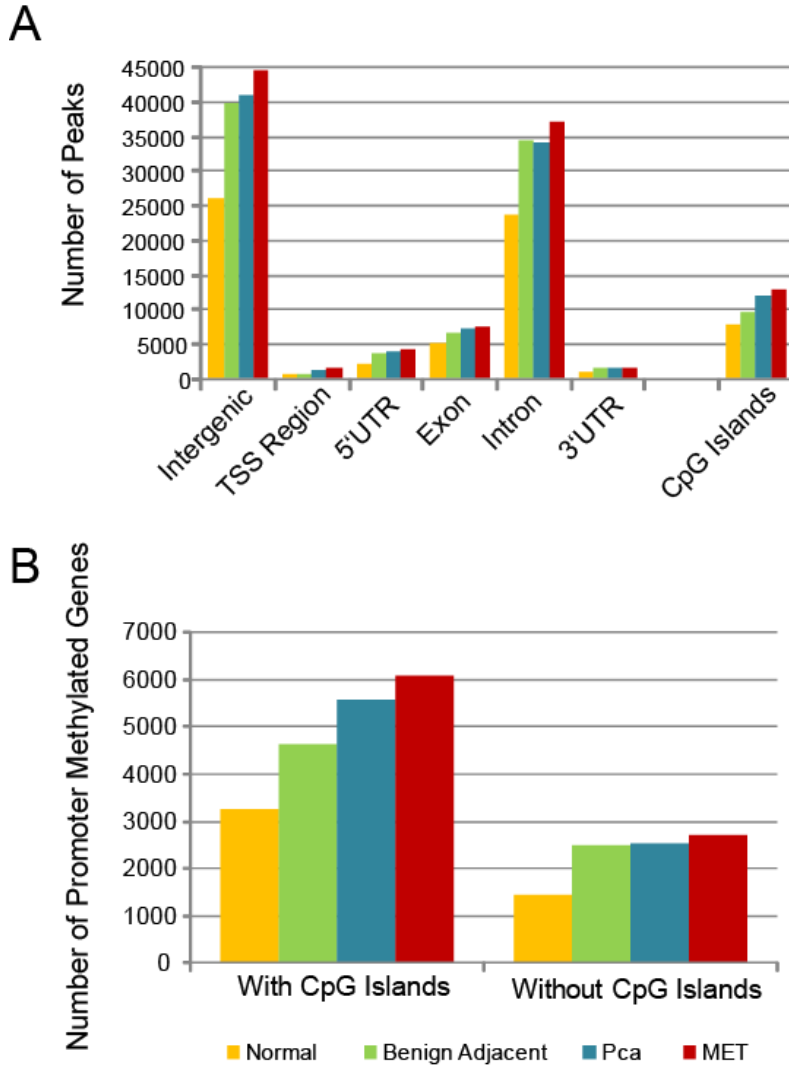 A
Number of Peaks
45000
40000
35000
30000
25000
20000
15000
10000
5000
0
Intergenic
TSS Region
5'UTR
Exon
Intron
3'UTR
CpG Islands
B
Number of Promoter Methylated Genes
7000
6000
5000
4000
3000
2000
1000
0
With CpG Islands
Without CpG Islands
Normal
Benign Adjacent
Pca
MET